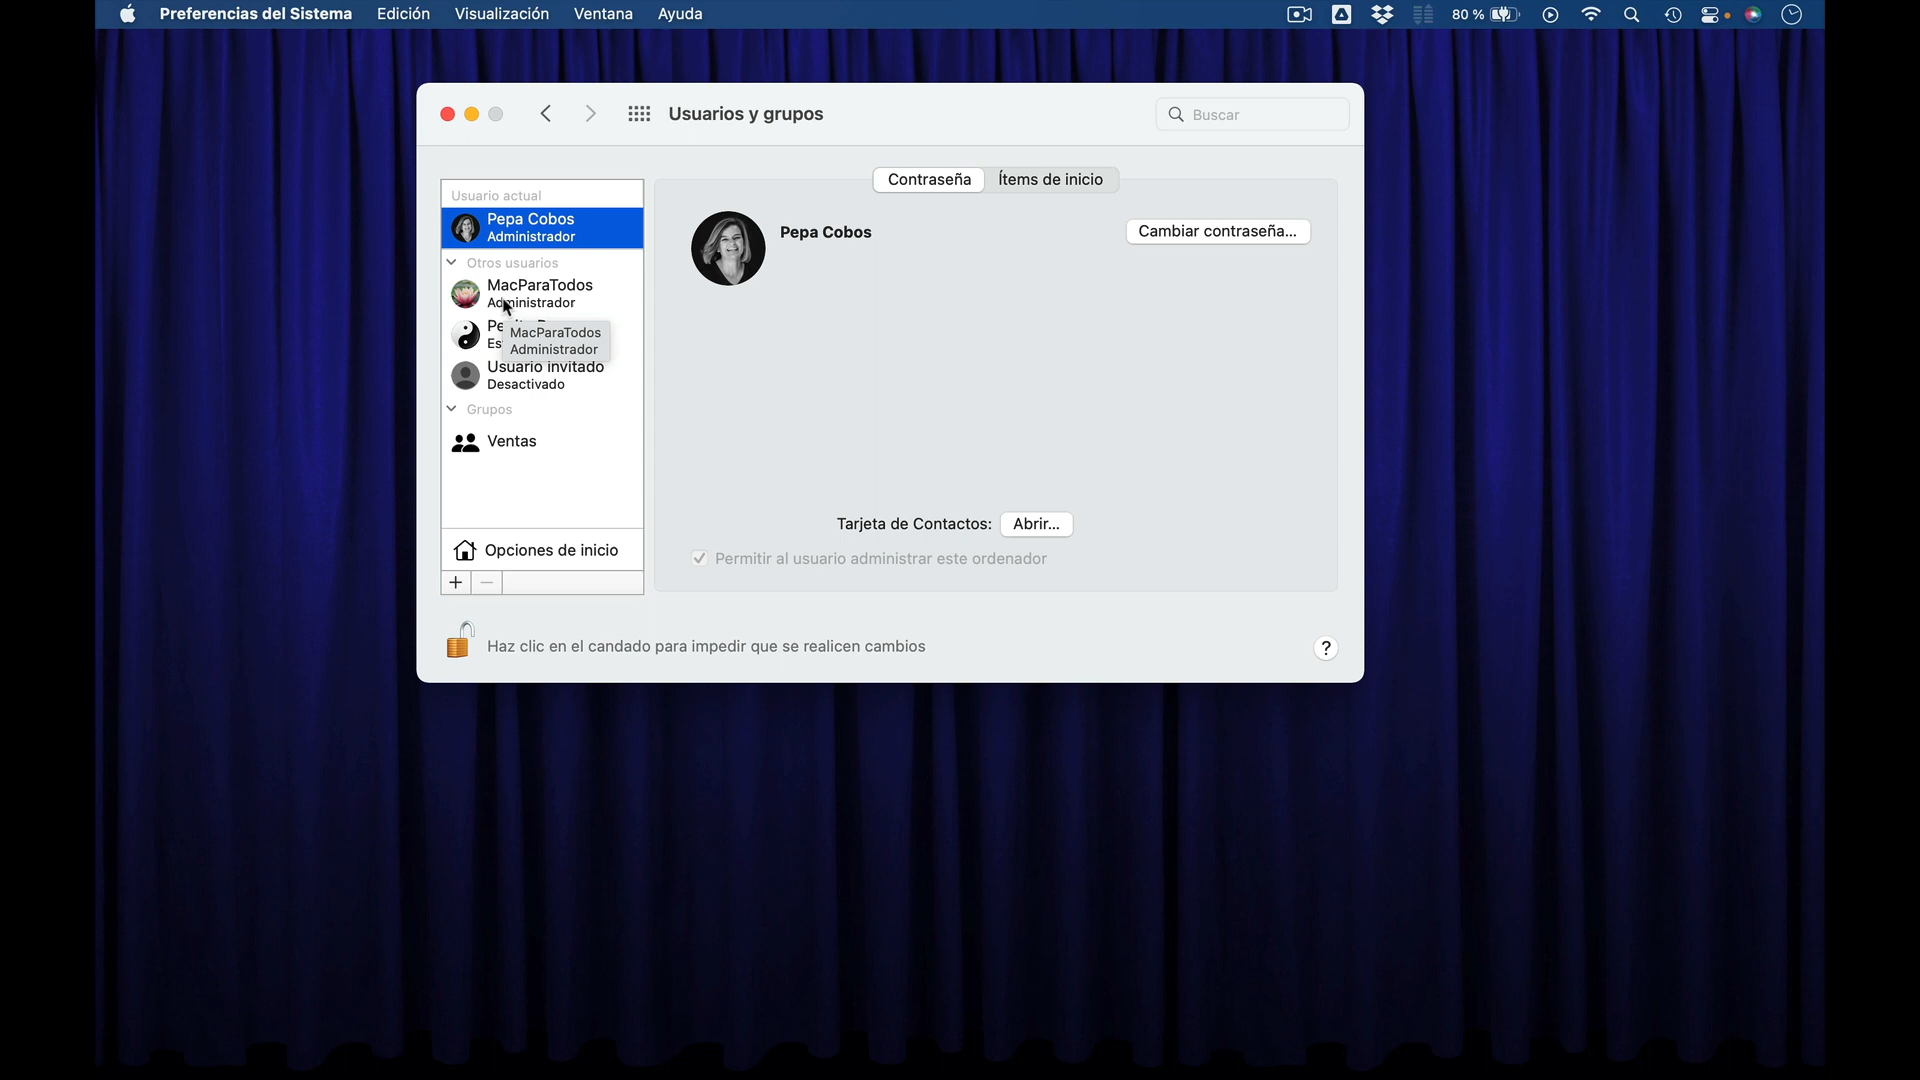 Preferencias del Sistema Edición Visualización Ventana Ayuda 80 %
Usuarios y grupos
Buscar
Contraseña Ítems de inicio
Usuario actual
Pepa Cobos
Administrador
Otros usuarios
MacParaTodos
Administrador
MacParaTodos
Administrador
Usuario invitado
Desactivado
Grupos
Ventas
Opciones de inicio
+ −
Pepa Cobos
Cambiar contraseña...
Tarjeta de Contactos: Abrir...
Permitir al usuario administrar este ordenador
Haz clic en el candado para impedir que se realicen cambios
?